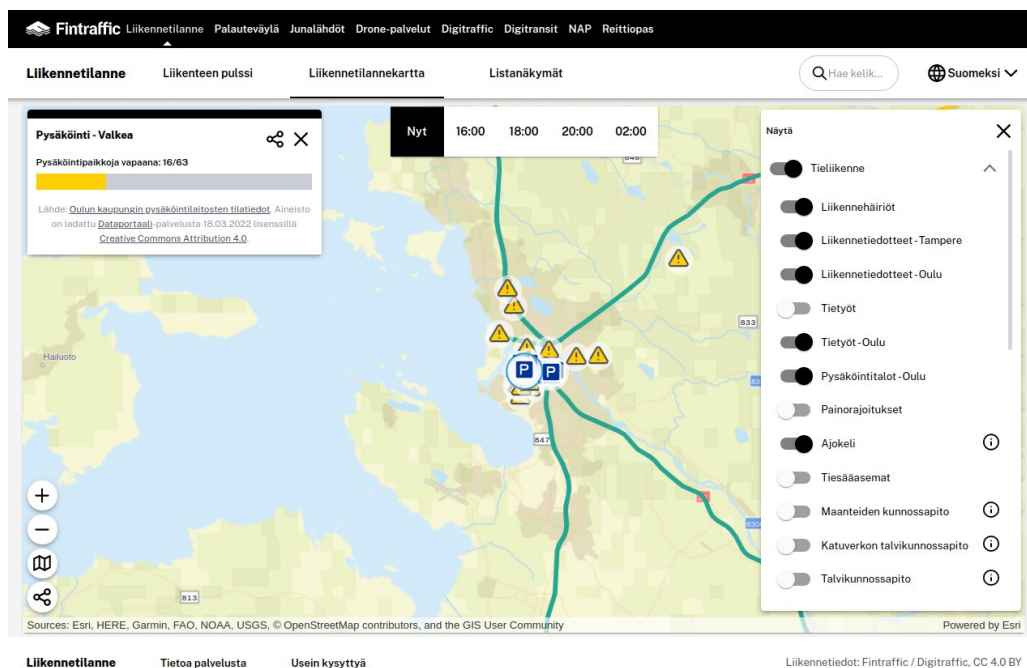 Fintraffic Liikennetilanne Palauteväylä Junalähdöt Drone-palvelut Digitraffic Digitransit NAP Reittiopas
Liikennetilanne Liikenteen pulssi Liikennetilannekartta Listanäkymät Hae kelik... Suomeksi
Pysäköinti - Valkea
Pysäköintipaikkoja vapaana: 16/63
Lähde: Oulun kaupungin pysäköintilaitosten tilatiedot. Aineisto
on ladattu Dataportaali-palvelusta 18.03.2022 lisenssillä
Creative Commons Attribution 4.0.
Nyt 16:00 18:00 20:00 02:00
Näytä
Tieliikenne
Liikennehäiriöt
Liikennetiedotteet - Tampere
Liikennetiedotteet - Oulu
Tietyöt
Tietyöt - Oulu
Pysäköintitalot - Oulu
Painorajoitukset
Ajokeli
Tiesääasemat
Maanteiden kunnossapito
Katuverkon talvikunnossapito
Talvikunnossapito
833
Hailuoto
P P
847
813
Sources: Esri, HERE, Garmin, FAO, NOAA, USGS, © OpenStreetMap contributors, and the GIS User Community
Powered by Esri
Liikennetilanne Tietoa palvelusta Usein kysyttyä
Liikennetiedot: Fintraffic / Digitraffic, CC 4.0 BY